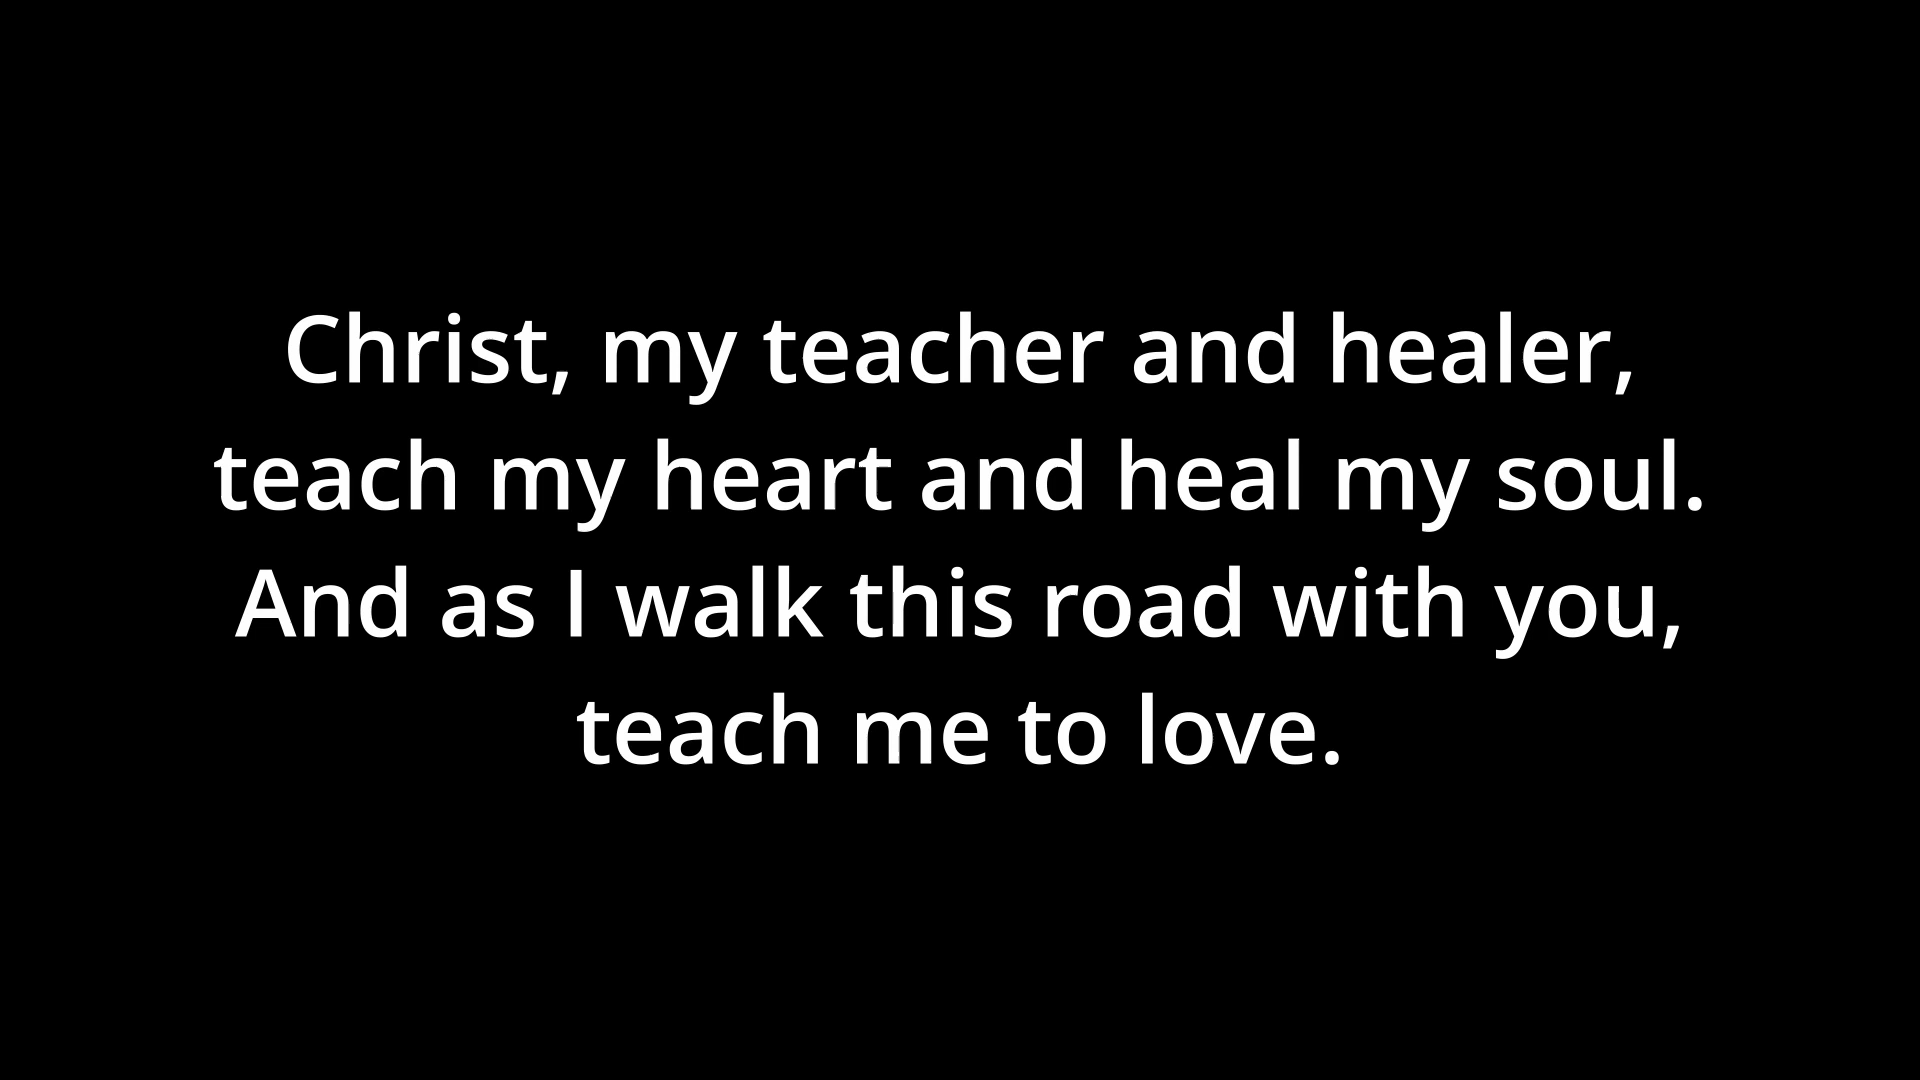 Christ, my teacher and healer,
teach my heart and heal my soul.
And as I walk this road with you,
teach me to love.